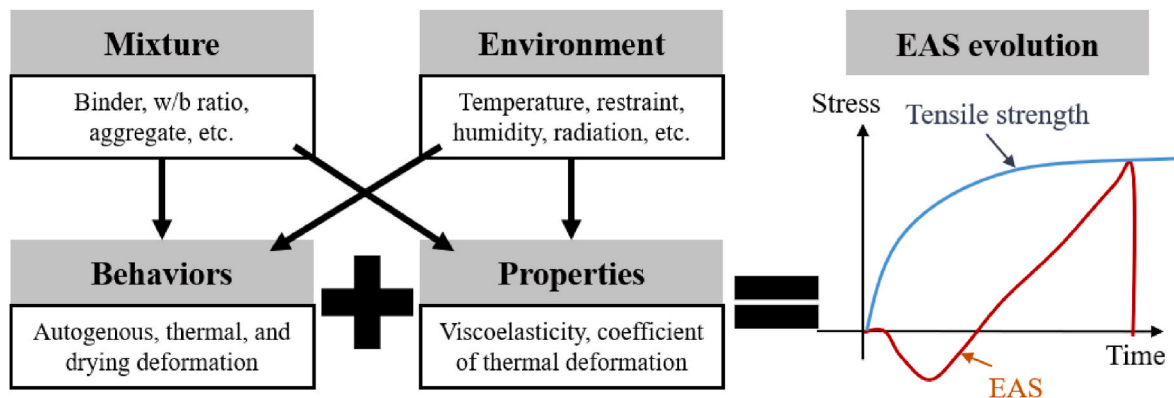 Mixture
Binder, w/b ratio,
aggregate, etc.
Environment
Temperature, restraint,
humidity, radiation, etc.
Behaviors
Autogenous, thermal, and
drying deformation
Properties
Viscoelasticity, coefficient
of thermal deformation
EAS evolution
Stress
Tensile strength
Time
EAS